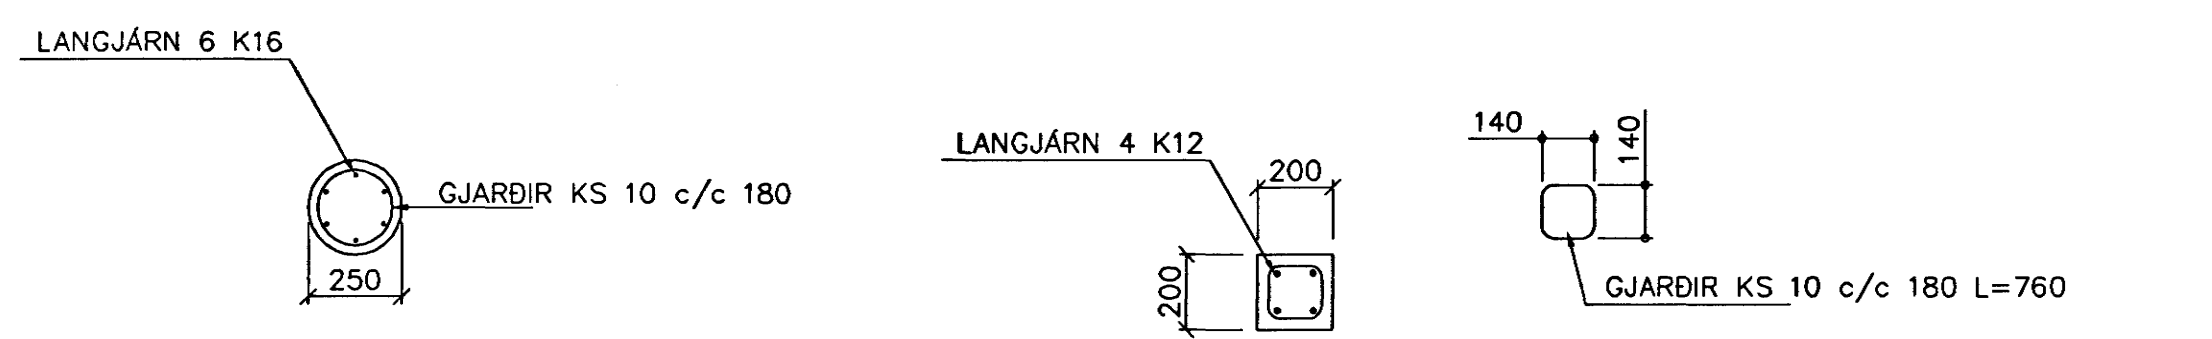 LANGJÁRN 6 K16
GJARÐIR KS 10 c/c 180
250
LANGJÁRN 4 K12
200
200
140
140
GJARÐIR KS 10 c/c 180 L=760